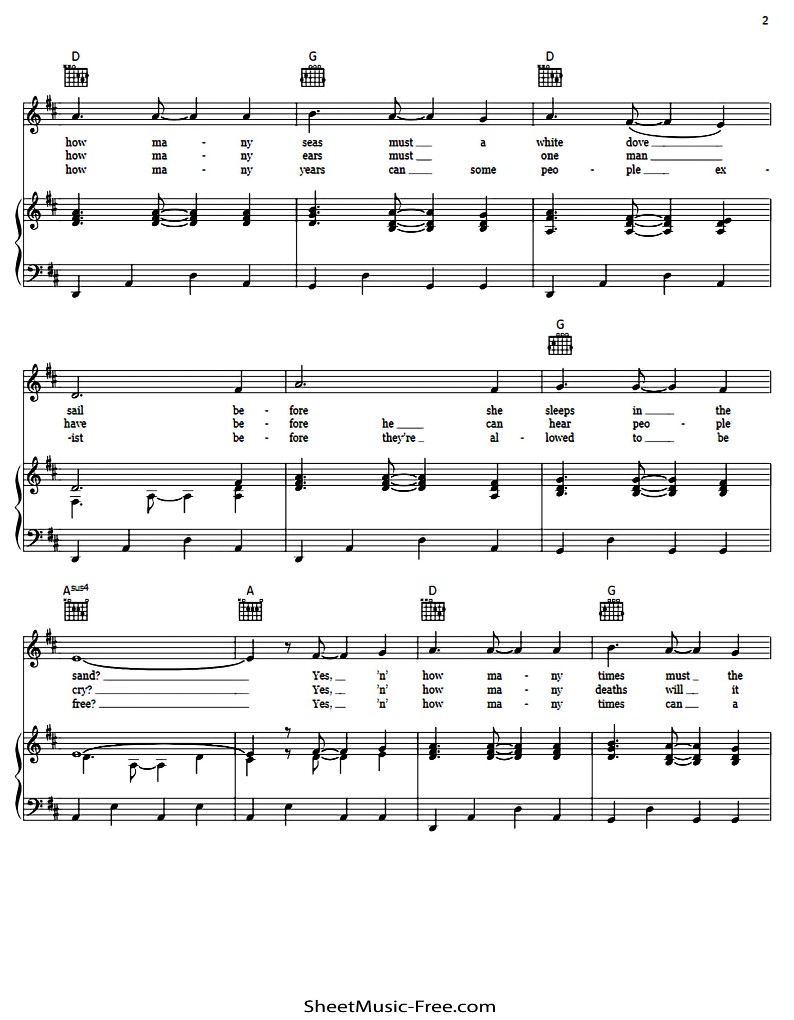 2
D G D
how ma - ny seas must a white dove
how ma - ny ears must one man
how ma - ny years can some peo - ple ex -
G
sail be - fore she sleeps in the
have be - fore he can hear peo - ple
-ist be - fore they're al - lowed to be
Asus4 A D G
sand? Yes, 'n' how ma - ny times must the
cry? Yes, 'n' how ma - ny deaths will it
free? Yes, 'n' how ma - ny times can a
SheetMusic-Free.com